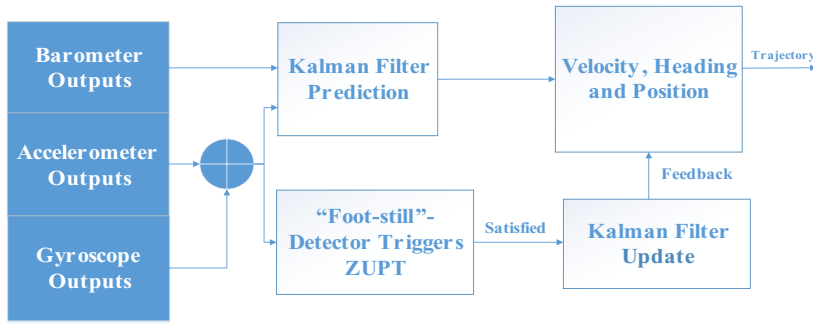 Barometer
Outputs
Accelerometer
Outputs
Gyroscope
Outputs
Kalman Filter
Prediction
“Foot-still”-
Detector Triggers
ZUPT
Satisfied
Velocity, Heading
and Position
Trajectory
Feedback
Kalman Filter
Update